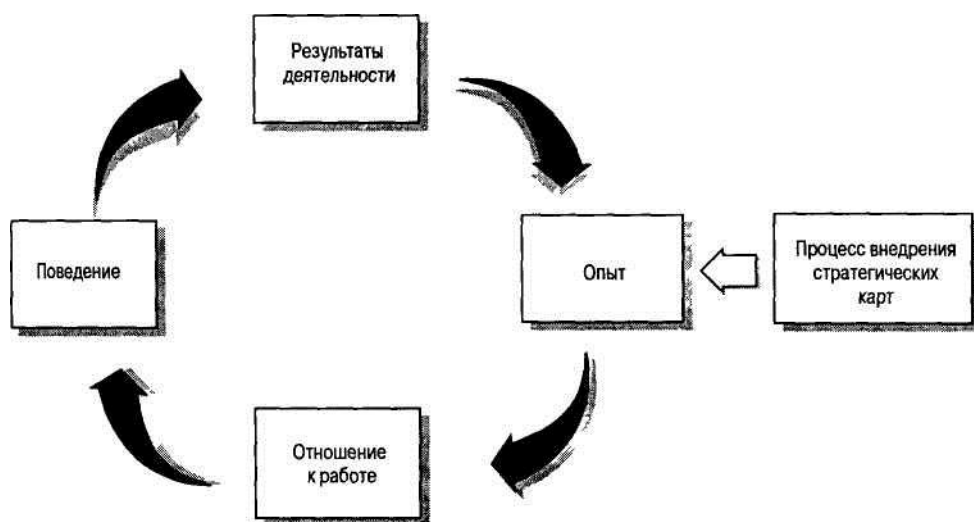 Результаты
деятельности
Поведение
Опыт
Процесс внедрения
стратегических
карт
Отношение
к работе